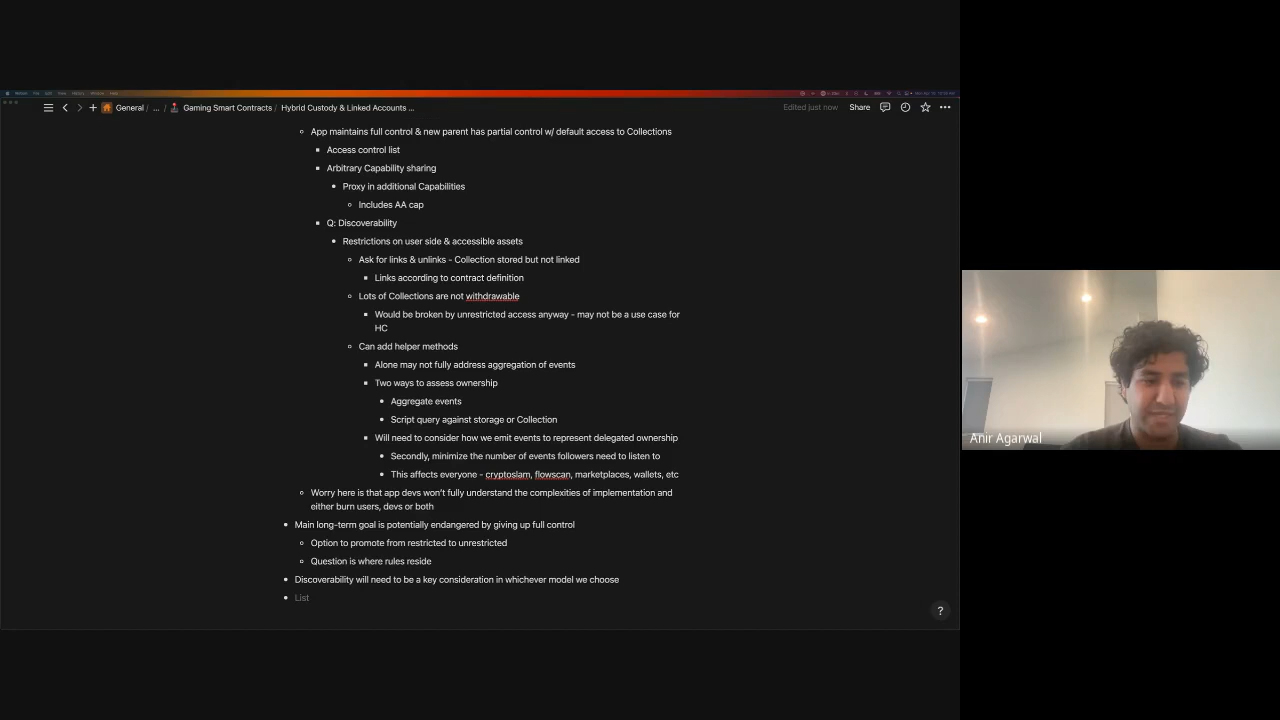 General / ... / Gaming Smart Contracts / Hybrid Custody & Linked Accounts ...
Edited just now
Share
App maintains full control & new parent has partial control w/ default access to Collections
Access control list
Arbitrary Capability sharing
Proxy in additional Capabilities
Includes AA cap
Q: Discoverability
Restrictions on user side & accessible assets
Ask for links & unlinks - Collection stored but not linked
Links according to contract definition
Lots of Collections are not withdrawable
Would be broken by unrestricted access anyway - may not be a use case for
HC
Can add helper methods
Alone may not fully address aggregation of events
Two ways to assess ownership
Aggregate events
Script query against storage or Collection
Will need to consider how we emit events to represent delegated ownership
Secondly, minimize the number of events followers need to listen to
This affects everyone - cryptoslam, flowscan, marketplaces, wallets, etc
Worry here is that app devs won't fully understand the complexities of implementation and
either burn users, devs or both
Main long-term goal is potentially endangered by giving up full control
Option to promote from restricted to unrestricted
Question is where rules reside
Discoverability will need to be a key consideration in whichever model we choose
List
?
Anir Agarwal